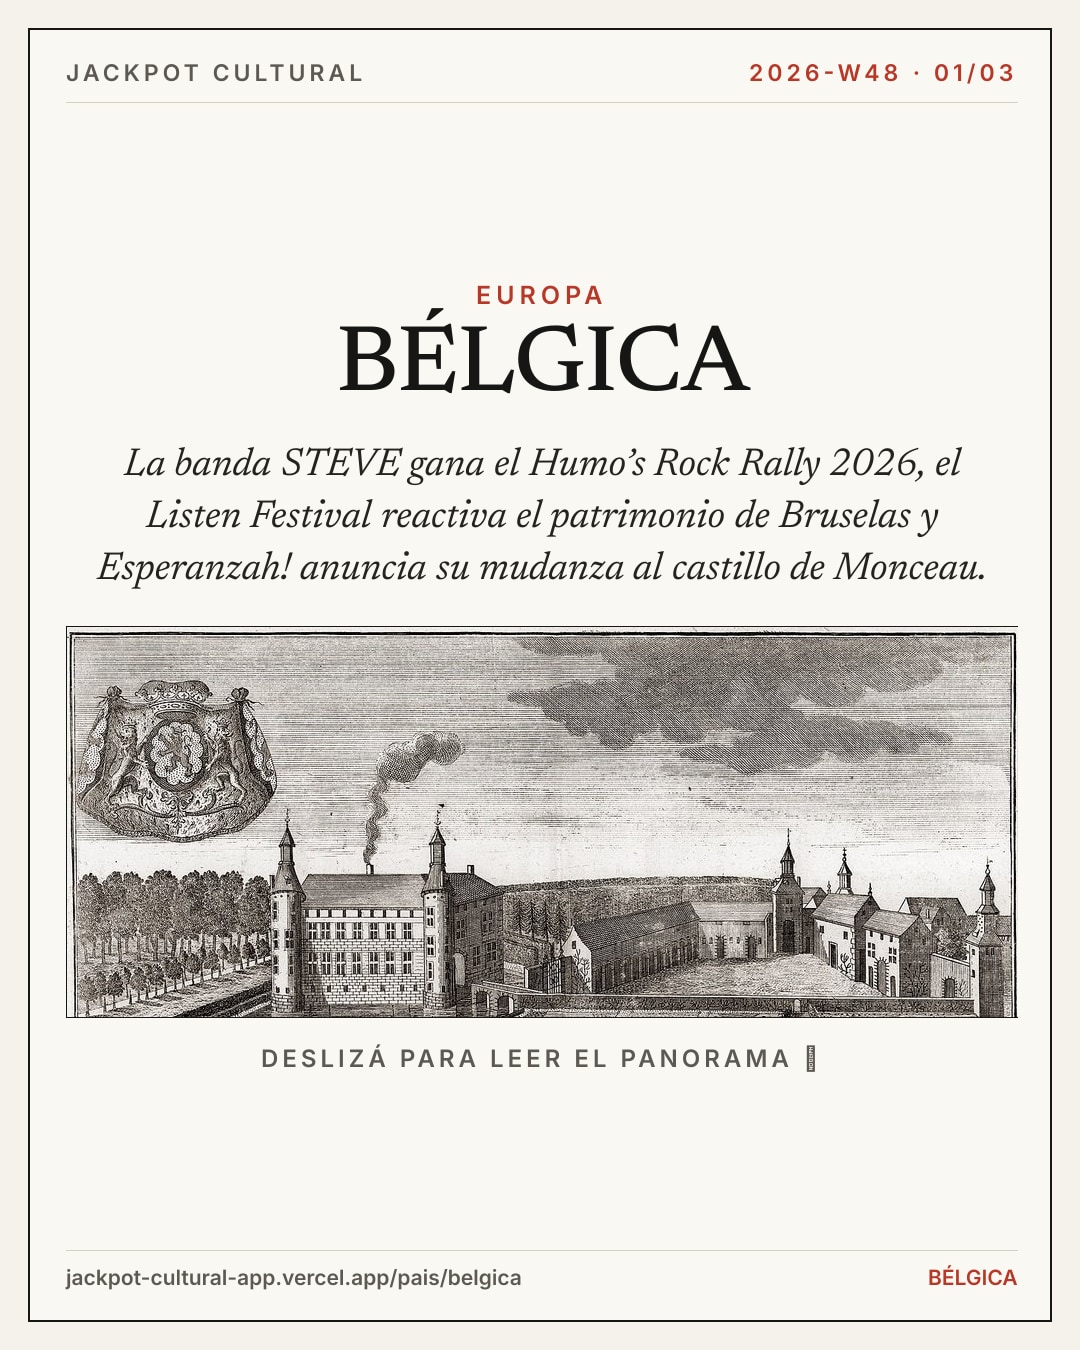 JACKPOT CULTURAL
2026-W48 · 01/03
EUROPA
BÉLGICA
La banda STEVE gana el Humo’s Rock Rally 2026, el
Listen Festival reactiva el patrimonio de Bruselas y
Esperanzah! anuncia su mudanza al castillo de Monceau.
DESLIZÁ PARA LEER EL PANORAMA
jackpot-cultural-app.vercel.app/pais/belgica
BÉLGICA